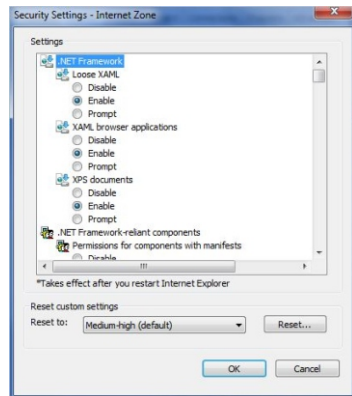 Security Settings - Internet Zone
Settings
.NET Framework
Loose XAML
Disable
Enable
Prompt
XAML browser applications
Disable
Enable
Prompt
XPS documents
Disable
Enable
Prompt
.NET Framework-reliant components
Permissions for components with manifests
Disable
*Takes effect after you restart Internet Explorer
Reset custom settings
Reset to: Medium-high (default) Reset...
OK Cancel